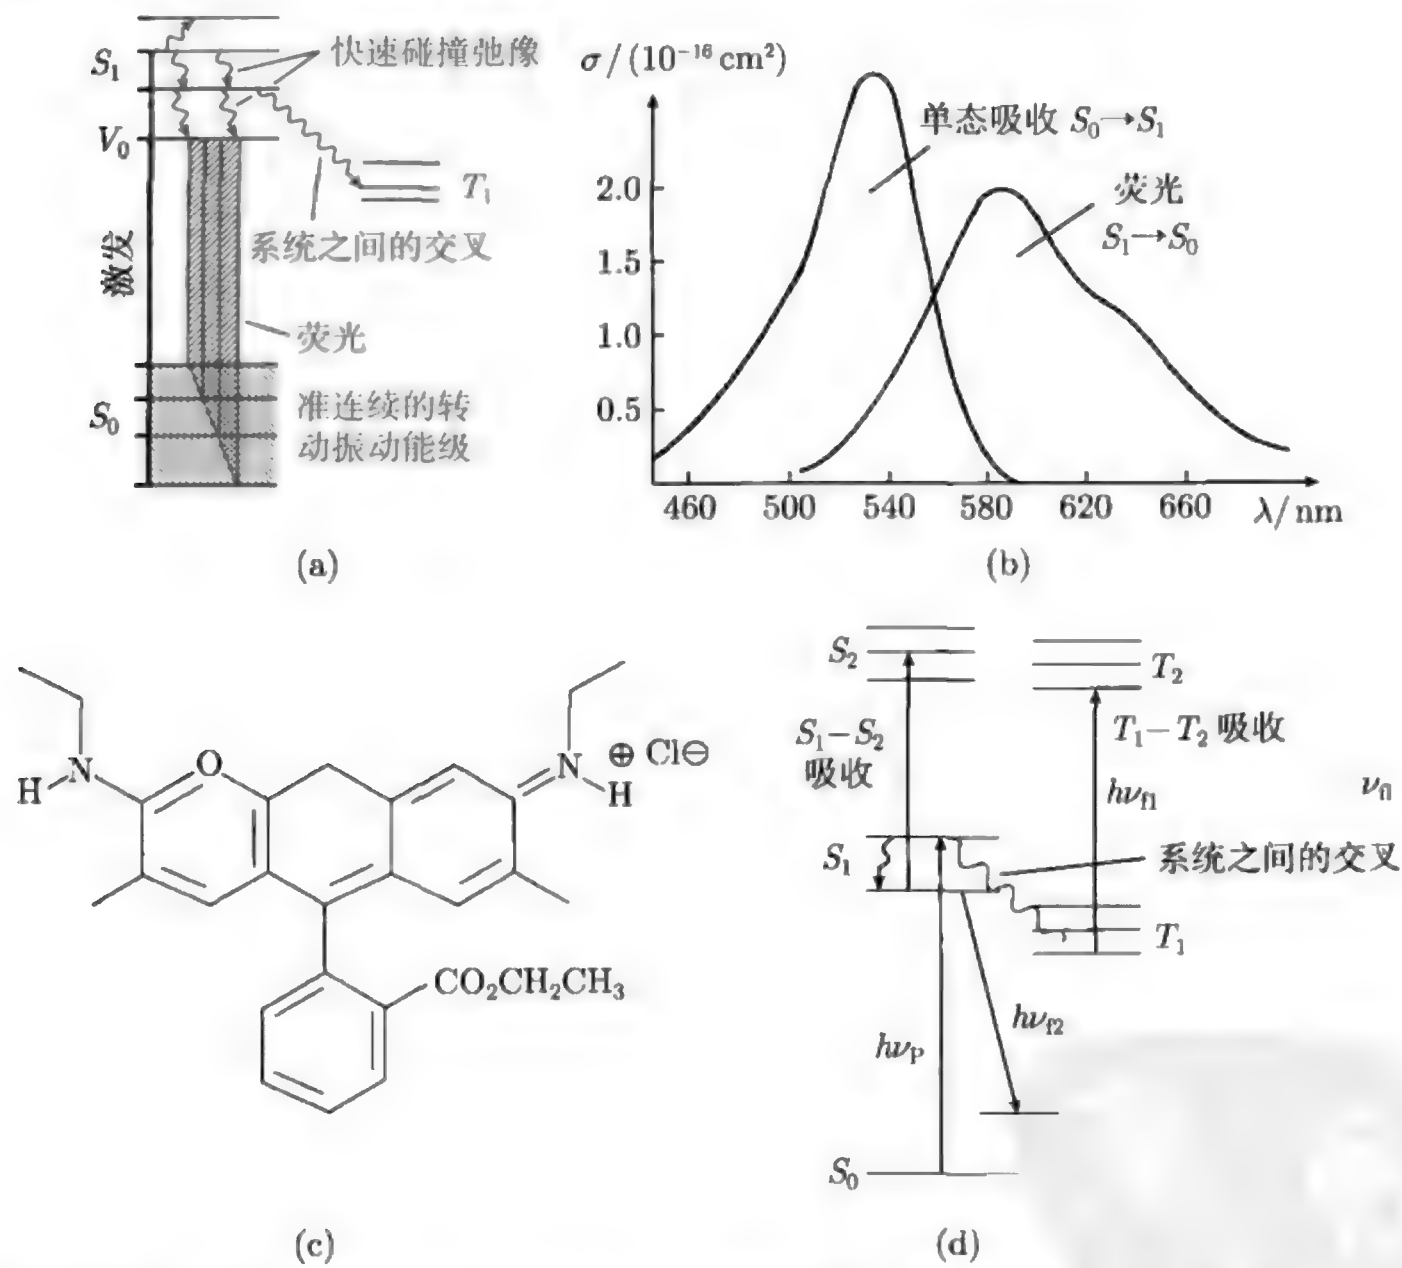 快速碰撞弛豫
S₁
V₀
T₁
系统之间的交叉
激发
荧光
S₀
准连续的转
动振动能级
(a)
σ/(10⁻¹⁶ cm²)
单态吸收 S₀→S₁
荧光
S₁→S₀
2.0
1.5
1.0
0.5
460 500 540 580 620 660 λ/nm
(b)
N
H
O
N
H
⊕ Cl⊖
CO₂CH₂CH₃
(c)
S₂
T₂
S₁−S₂
吸收
T₁−T₂ 吸收
hν_f1
ν_fl
S₁
系统之间的交叉
T₁
hν_f2
hν_P
S₀
(d)